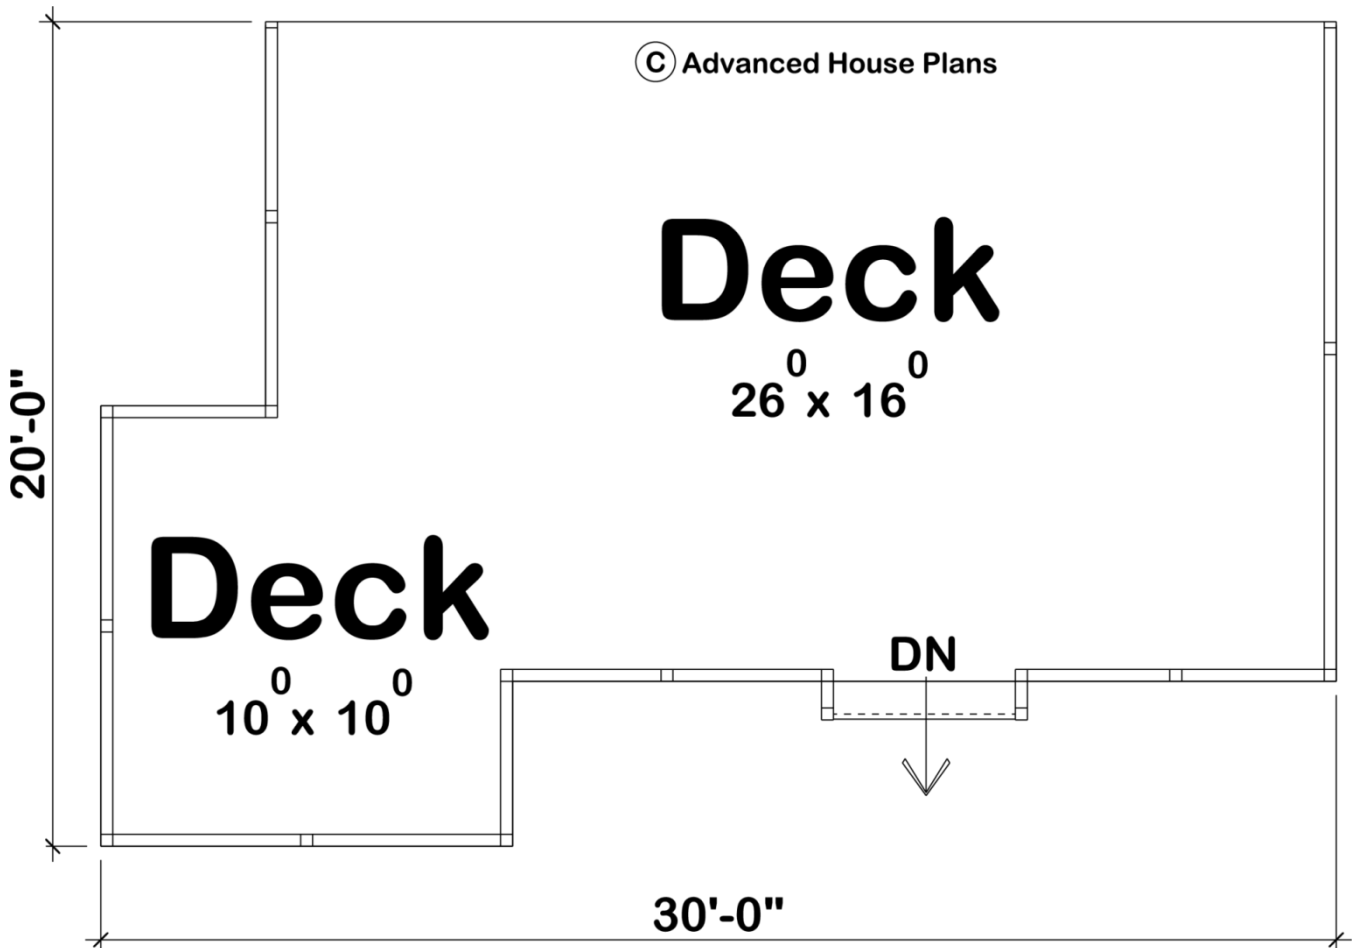 © Advanced House Plans
Deck
26⁰ x 16⁰
20'-0"
Deck
10⁰ x 10⁰
DN
30'-0"